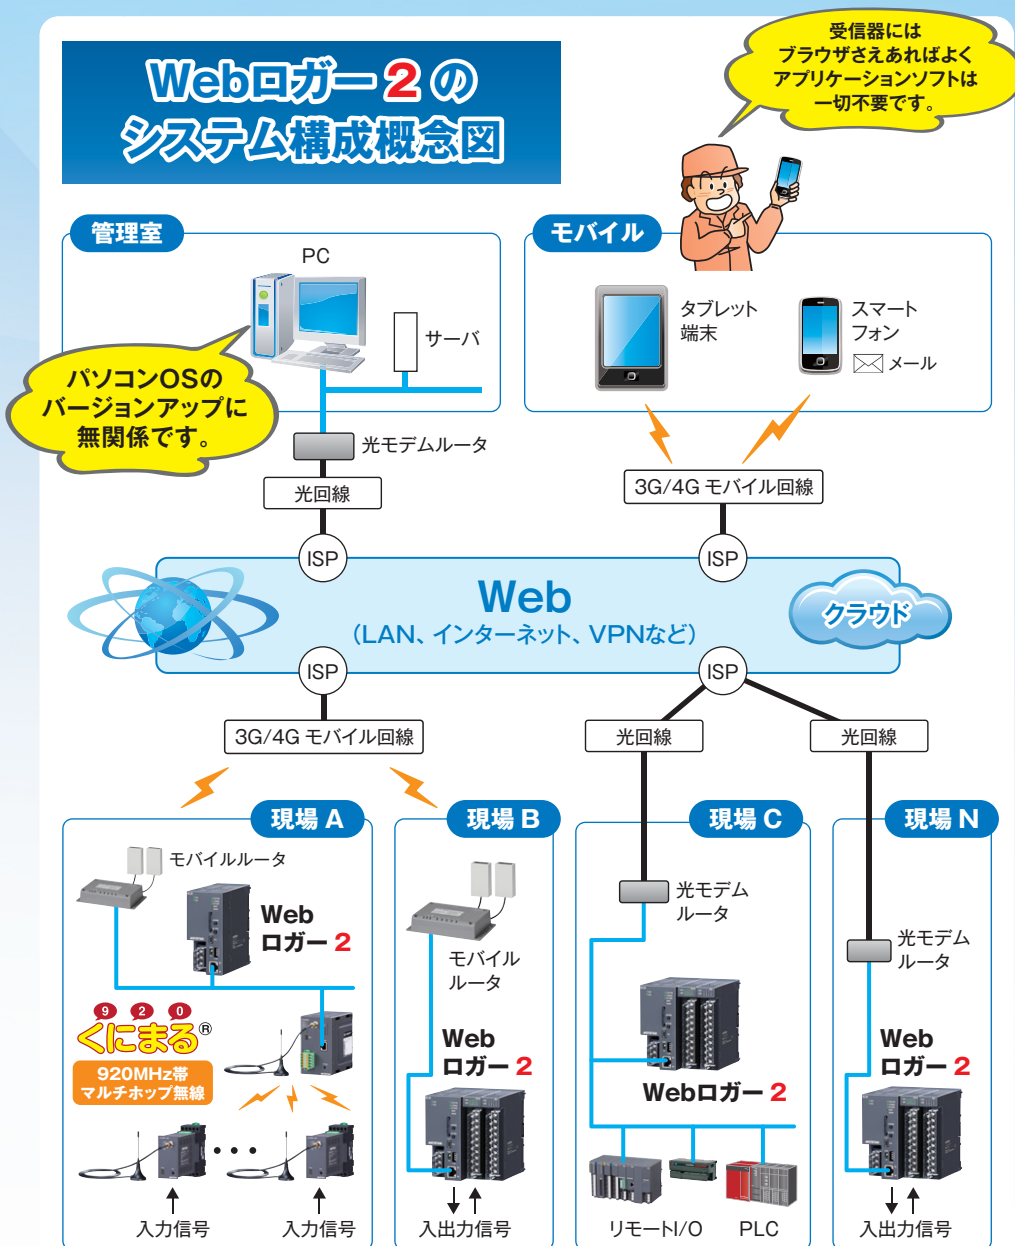 Webロガー 2 の
システム構成概念図
受信器には
ブラウザさえあればよく
アプリケーションソフトは
一切不要です。
管理室
PC
サーバ
パソコンOSの
バージョンアップに
無関係です。
光モデムルータ
光回線
ISP
モバイル
タブレット
端末
スマート
フォン
メール
3G/4G モバイル回線
ISP
Web
(LAN、インターネット、VPNなど)
クラウド
ISP
3G/4G モバイル回線
ISP
光回線
光回線
現場 A
モバイルルータ
Web
ロガー 2
9 2 0
くにまる®
920MHz帯
マルチホップ無線
・・・
入力信号
入力信号
現場 B
モバイル
ルータ
Web
ロガー 2
入出力信号
現場 C
光モデム
ルータ
Webロガー 2
リモートI/O
PLC
現場 N
光モデム
ルータ
Web
ロガー 2
入出力信号